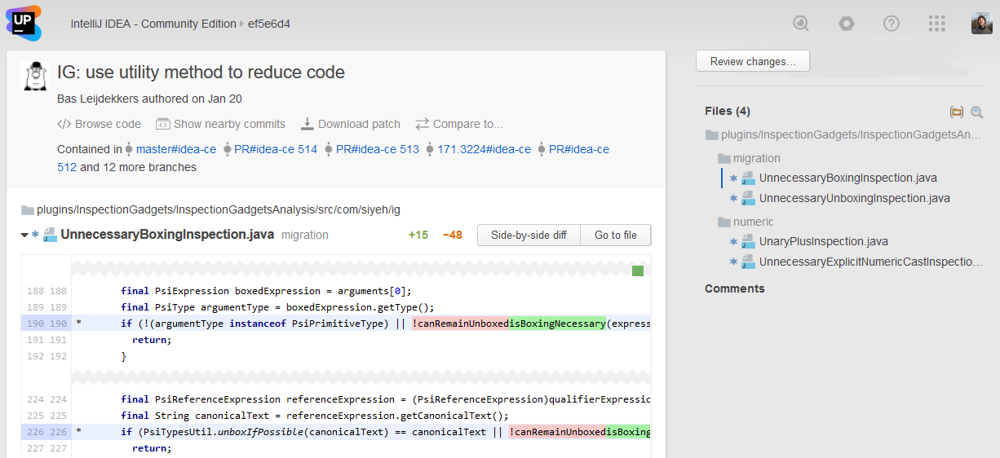 UP
IntelliJ IDEA - Community Edition ef5e6d4
IG: use utility method to reduce code
Bas Leijdekkers authored on Jan 20
</> Browse code Show nearby commits Download patch Compare to...
Contained in master#idea-ce PR#idea-ce 514 PR#idea-ce 513 171.3224#idea-ce PR#idea-ce
512 and 12 more branches
plugins/InspectionGadgets/InspectionGadgetsAnalysis/src/com/siyeh/ig
* UnnecessaryBoxingInspection.java migration +15 −48 Side-by-side diff Go to file
188 188 final PsiExpression boxedExpression = arguments[0];
189 189 final PsiType argumentType = boxedExpression.getType();
190 190 * if (!(argumentType instanceof PsiPrimitiveType) || !canRemainUnboxedisBoxingNecessary(express
191 191 return;
192 192 }
224 224 final PsiReferenceExpression referenceExpression = (PsiReferenceExpression)qualifierExpressio
225 225 final String canonicalText = referenceExpression.getCanonicalText();
226 226 * if (PsiTypesUtil.unboxIfPossible(canonicalText) == canonicalText || !canRemainUnboxedisBoxing
227 227 return;
Review changes...
Files (4)
plugins/InspectionGadgets/InspectionGadgetsAn...
migration
* UnnecessaryBoxingInspection.java
* UnnecessaryUnboxingInspection.java
numeric
* UnaryPlusInspection.java
* UnnecessaryExplicitNumericCastInspectio...
Comments